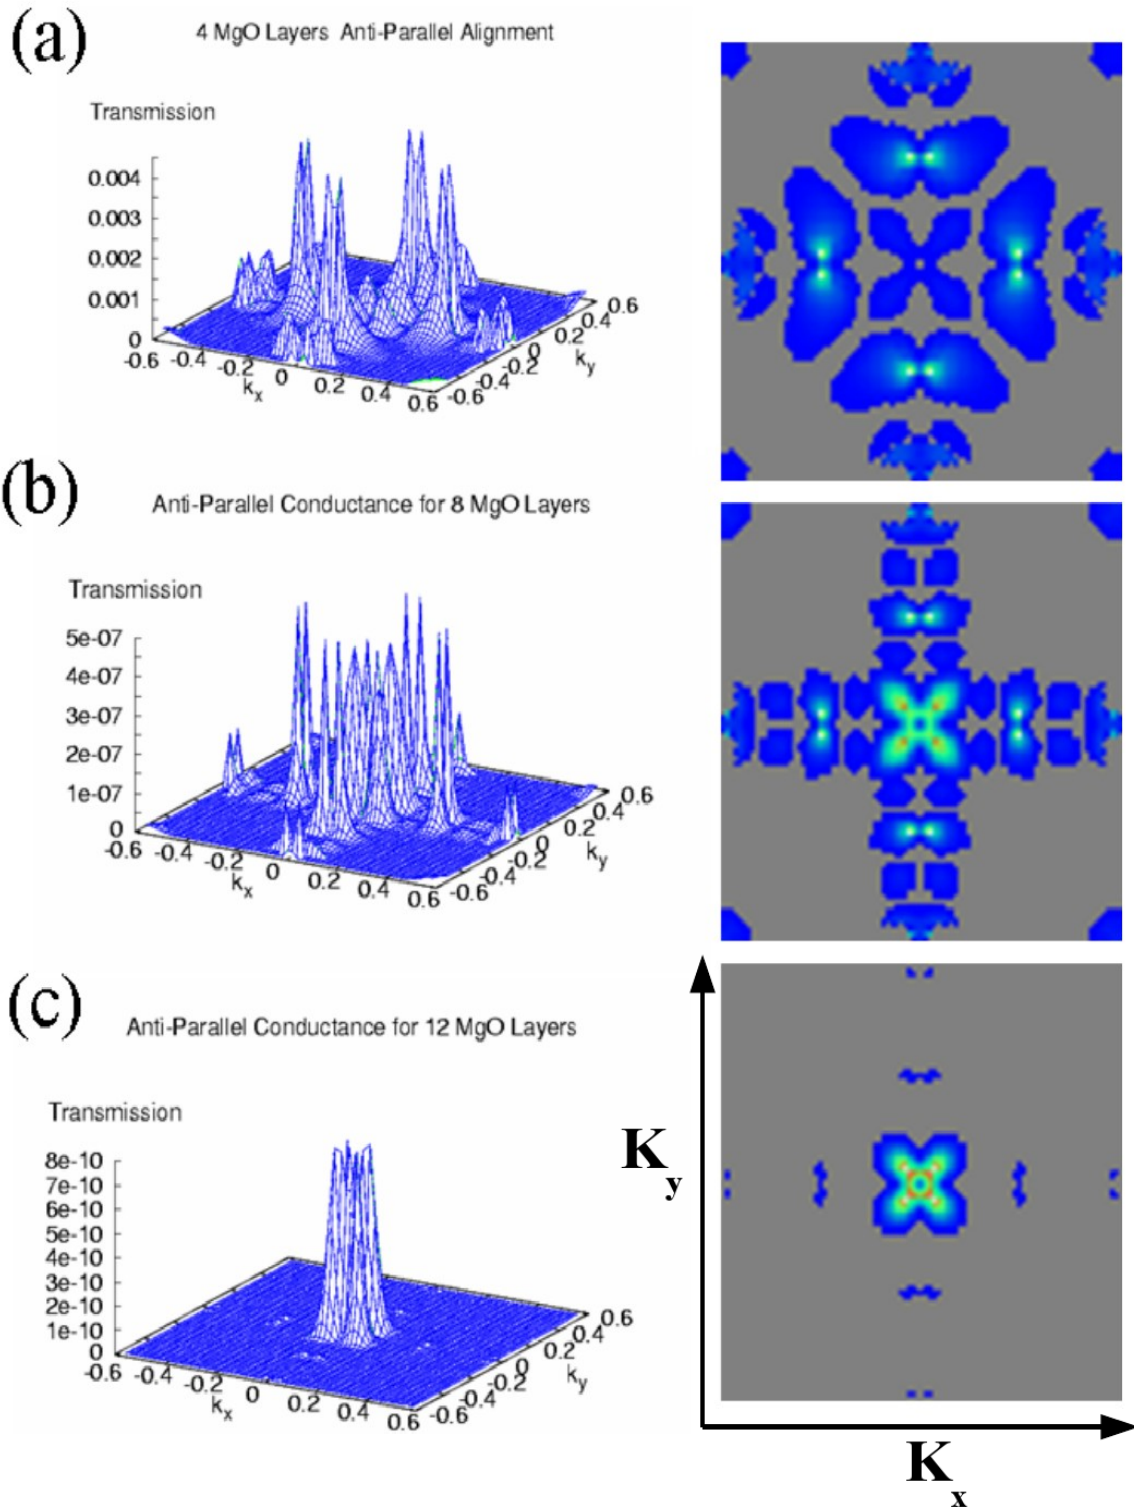 (a)
4 MgO Layers Anti-Parallel Alignment
Transmission
0.004
0.003
0.002
0.001
0
-0.6 -0.4 -0.2 0 0.2 0.4 0.6
kx
-0.6 -0.4 -0.2 0 0.2 0.4 0.6
ky
(b)
Anti-Parallel Conductance for 8 MgO Layers
Transmission
5e-07
4e-07
3e-07
2e-07
1e-07
0
-0.6 -0.4 -0.2 0 0.2 0.4 0.6
kx
-0.6 -0.4 -0.2 0 0.2 0.4 0.6
ky
(c)
Anti-Parallel Conductance for 12 MgO Layers
Transmission
8e-10
7e-10
6e-10
5e-10
4e-10
3e-10
2e-10
1e-10
0
-0.6 -0.4 -0.2 0 0.2 0.4 0.6
kx
-0.6 -0.4 -0.2 0 0.2 0.4 0.6
ky
Ky
Kx